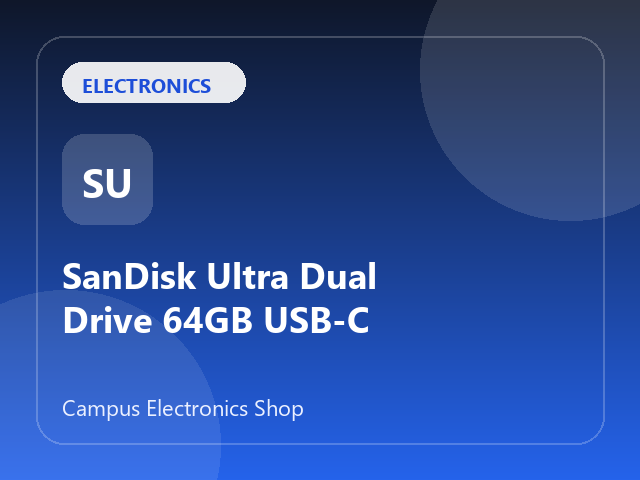 ELECTRONICS
SU
SanDisk Ultra Dual
Drive 64GB USB-C
Campus Electronics Shop